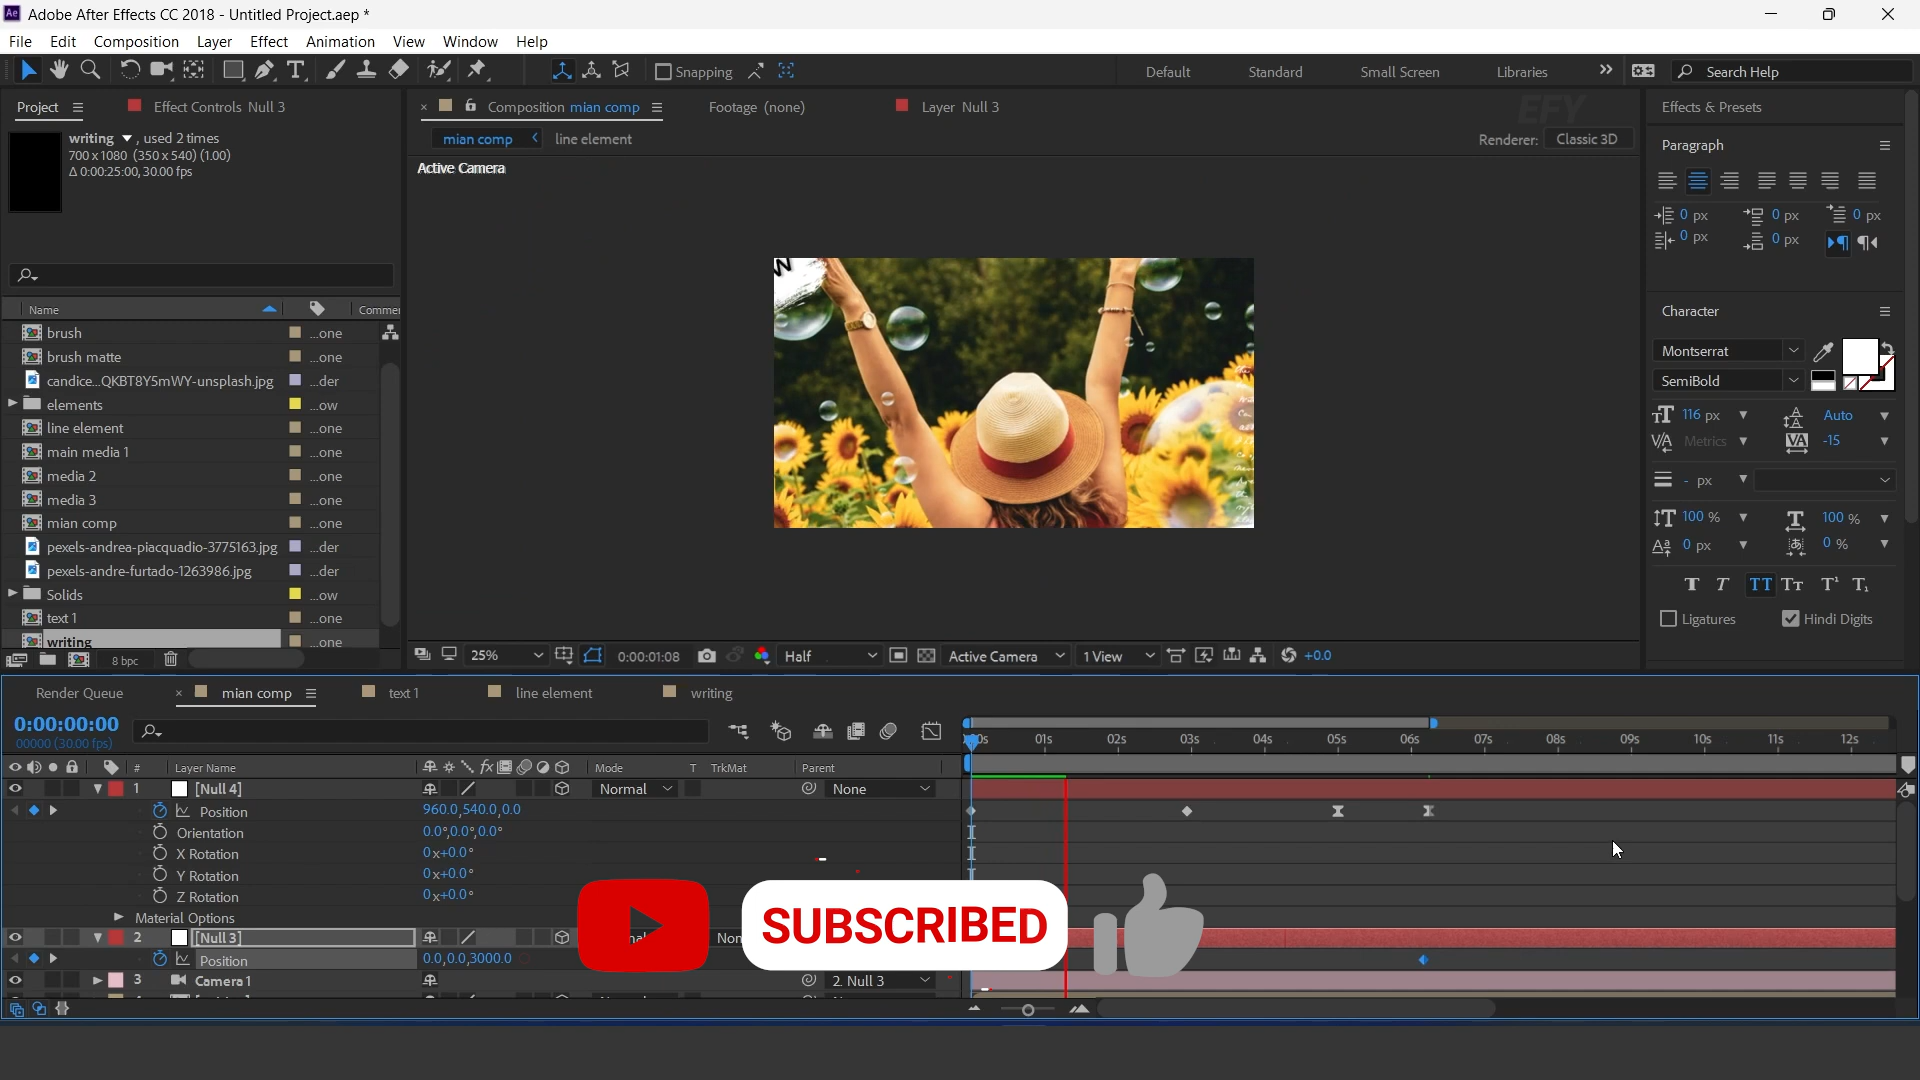 Adobe After Effects CC 2018 - Untitled Project.aep *
File Edit Composition Layer Effect Animation View Window Help
Snapping
Default Standard Small Screen Libraries
Search Help
Project
Effect Controls Null 3
Composition mian comp
Footage (none)
Layer Null 3
EFY
Effects & Presets
writing , used 2 times
700 x 1080 (350 x 540) (1.00)
Δ 0:00:25:00, 30.00 fps
mian comp line element
Renderer: Classic 3D
Active Camera
Paragraph
0 px 0 px 0 px
0 px 0 px
Name Comme
brush ...one
brush matte ...one
candice...QKBT8Y5mWY-unsplash.jpg ...der
elements ...ow
line element ...one
main media 1 ...one
media 2 ...one
media 3 ...one
mian comp ...one
pexels-andrea-piacquadio-3775163.jpg ...der
pexels-andre-furtado-1263986.jpg ...der
Solids ...ow
text 1 ...one
writing ...one
8 bpc
W
Character
Montserrat
SemiBold
116 px Auto
Metrics -15
- px
100 % 100 %
0 px 0 %
Ligatures Hindi Digits
25% 0:00:01:08 Half Active Camera 1 View +0.0
Render Queue mian comp text 1 line element writing
0:00:00:00
00000 (30.00 fps)
01s 02s 03s 04s 05s 06s 07s 08s 09s 10s 11s 12s
# Layer Name Mode T TrkMat Parent
1 [Null 4] Normal None
Position 960.0,540.0,0.0
Orientation 0.0°,0.0°,0.0°
X Rotation 0x+0.0°
Y Rotation 0x+0.0°
Z Rotation 0x+0.0°
Material Options
2 [Null 3]
Position 0.0,0.0,3000.0
3 Camera 1 2. Null 3
SUBSCRIBED